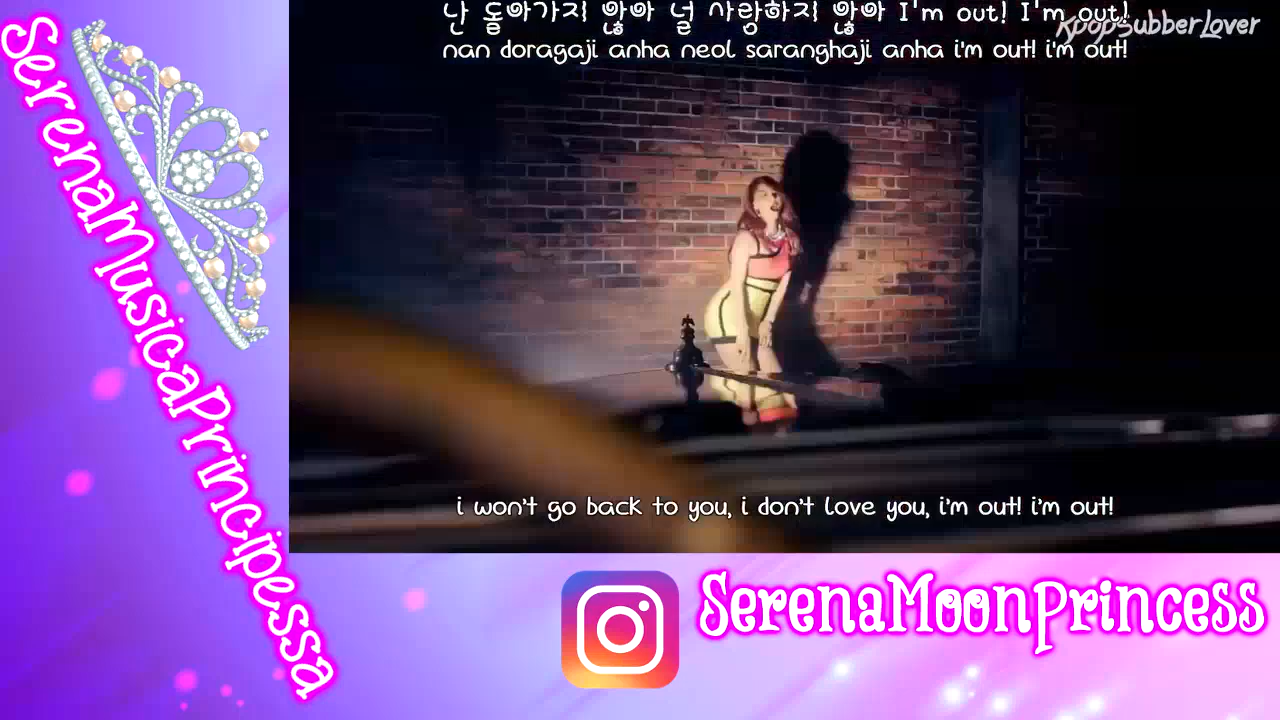 난 돌아가지 않아 널 사랑하지 않아 I'm out! I'm out!
KpopSubberLover
nan doragaji anha neol saranghaji anha i'm out! i'm out!
SerenaMusicaPrincipessa
i won't go back to you, i don't love you, i'm out! i'm out!
SerenaMoonPrincess